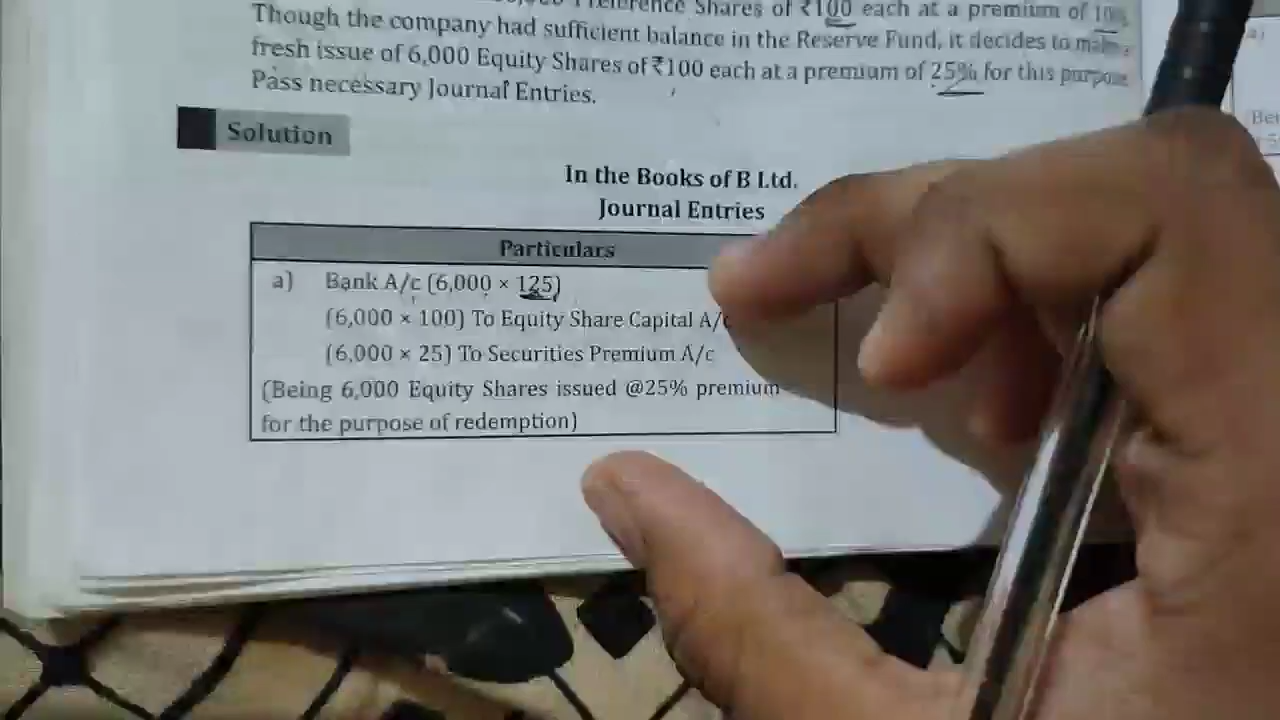 Preference Shares of ₹100 each at a premium of 10%
Though the company had sufficient balance in the Reserve Fund, it decides to make
fresh issue of 6,000 Equity Shares of ₹100 each at a premium of 25% for this purpose
Pass necessary Journal Entries.
Solution
In the Books of B Ltd.
Journal Entries
Particulars
a) Bank A/c (6,000 × 125)
(6,000 × 100) To Equity Share Capital A/c
(6,000 × 25) To Securities Premium A/c
(Being 6,000 Equity Shares issued @25% premium
for the purpose of redemption)